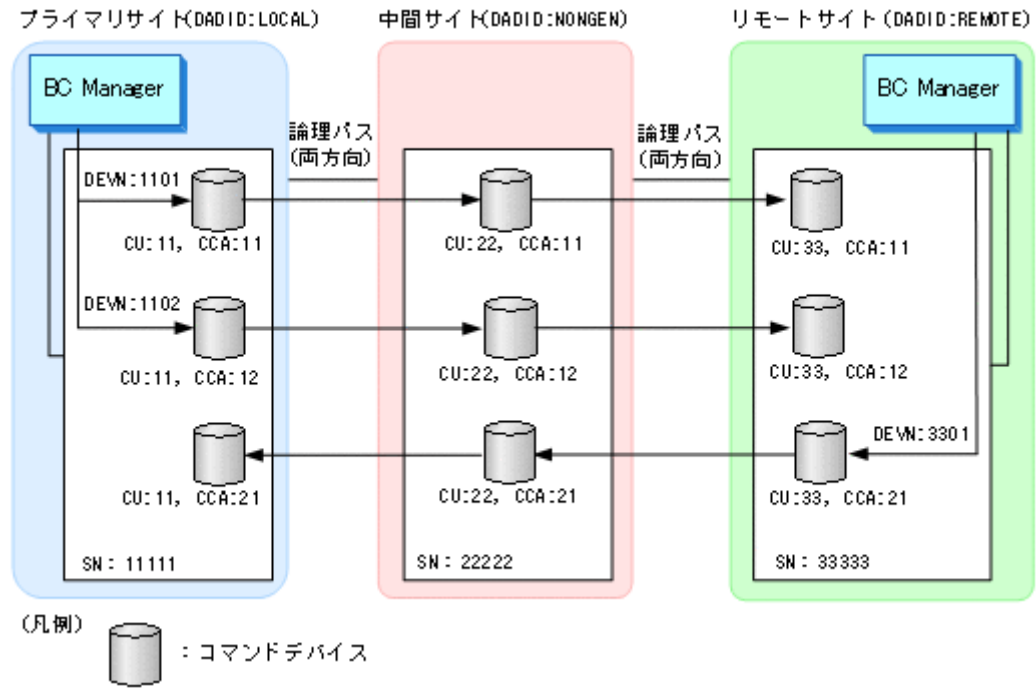 プライマリサイト(DADID:LOCAL)
中間サイト(DADID:NONGEN)
リモートサイト(DADID:REMOTE)
BC Manager
BC Manager
論理パス
(両方向)
論理パス
(両方向)
DEVN:1101
CU:11, CCA:11
CU:22, CCA:11
CU:33, CCA:11
DEVN:1102
CU:11, CCA:12
CU:22, CCA:12
CU:33, CCA:12
DEVN:3301
CU:11, CCA:21
CU:22, CCA:21
CU:33, CCA:21
SN: 11111
SN: 22222
SN: 33333
(凡例)
:コマンドデバイス